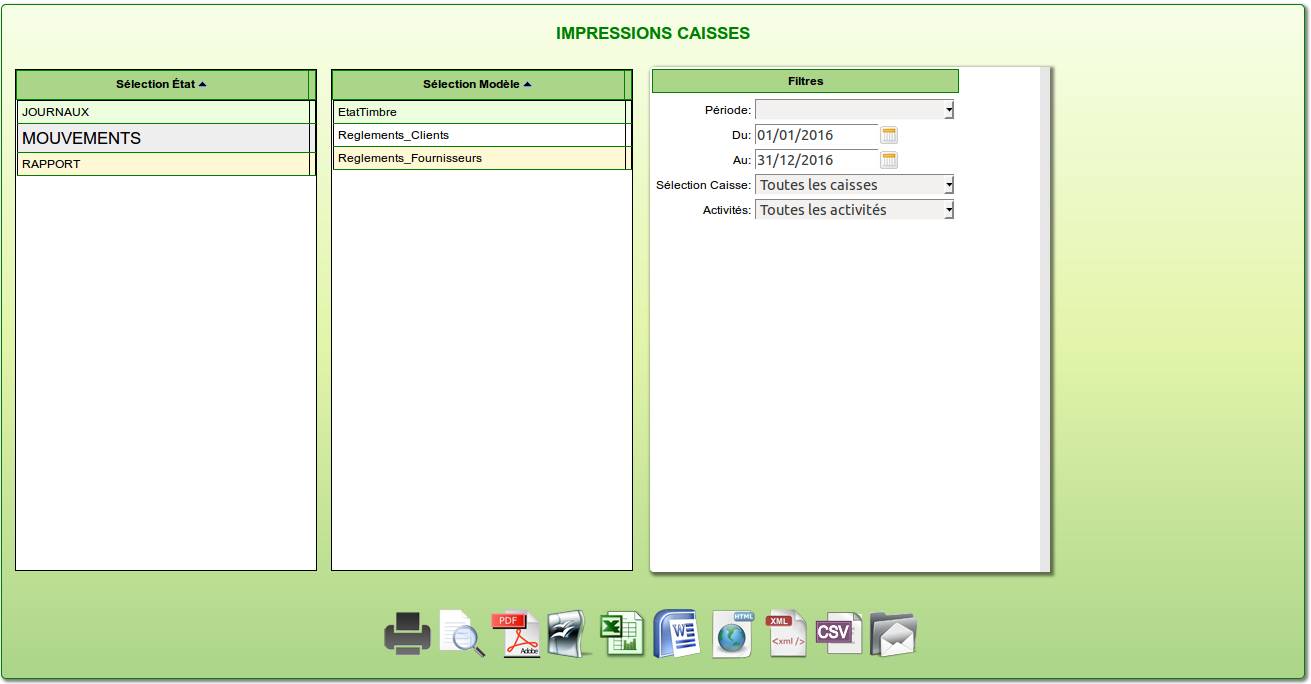 IMPRESSIONS CAISSES
Sélection État
JOURNAUX
MOUVEMENTS
RAPPORT
Sélection Modèle
EtatTimbre
Reglements_Clients
Reglements_Fournisseurs
Filtres
Période:
Du: 01/01/2016
Au: 31/12/2016
Sélection Caisse: Toutes les caisses
Activités: Toutes les activités
PDF
Adobe
X
W
HTML
XML
<xml/>
CSV